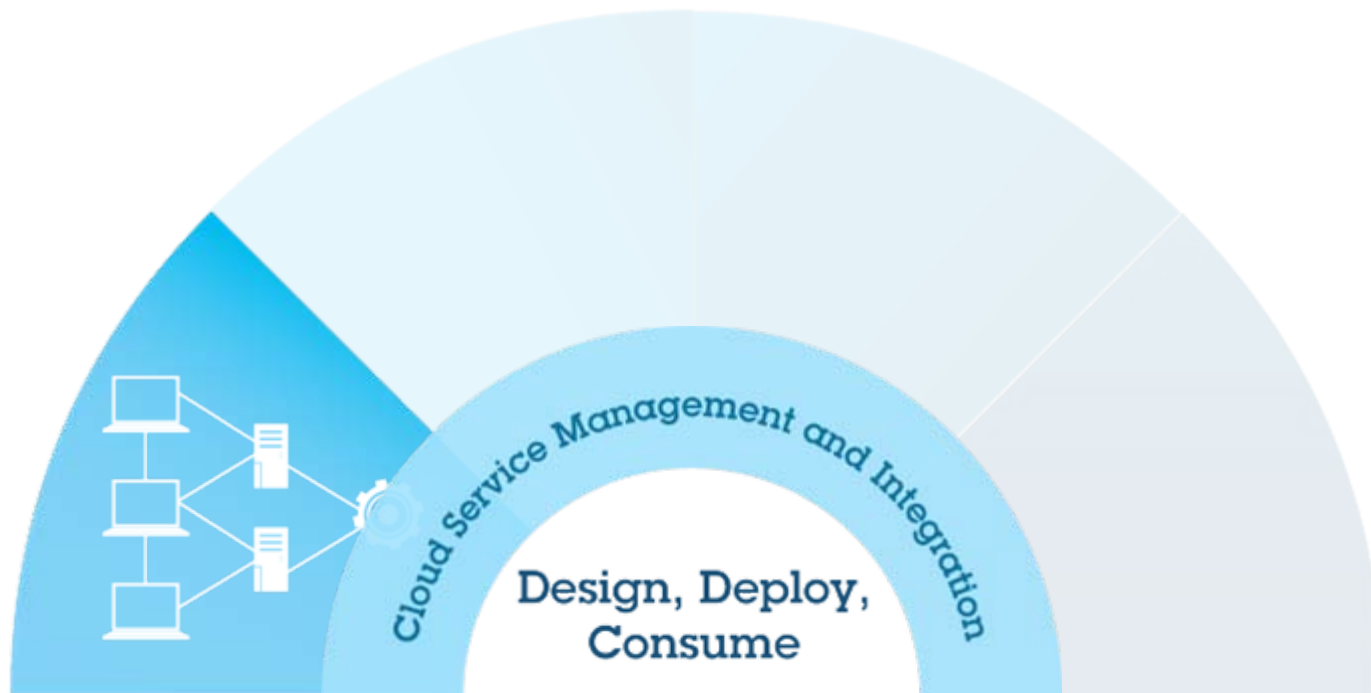 Cloud Service Management and Integration
Design, Deploy,
Consume